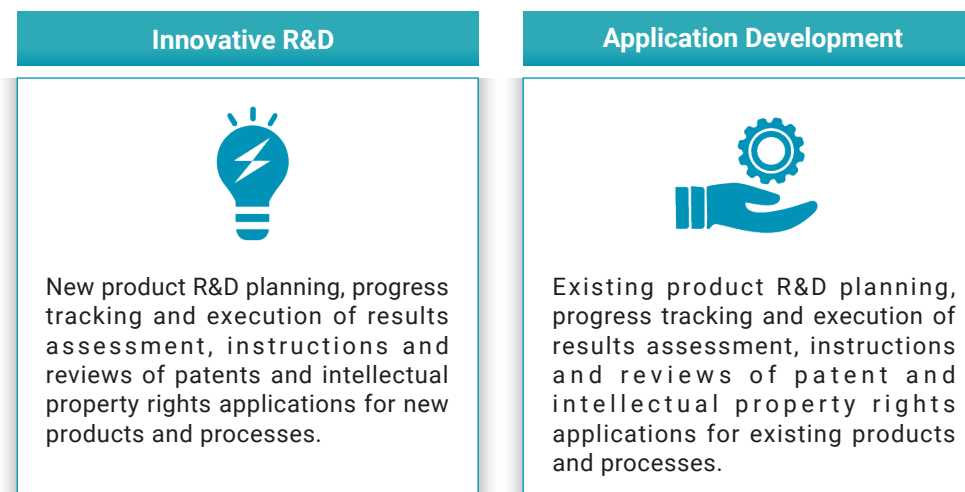 Innovative R&D
New product R&D planning, progress
tracking and execution of results
assessment, instructions and
reviews of patents and intellectual
property rights applications for new
products and processes.
Application Development
Existing product R&D planning,
progress tracking and execution of
results assessment, instructions
and reviews of patent and
intellectual property rights
applications for existing products
and processes.